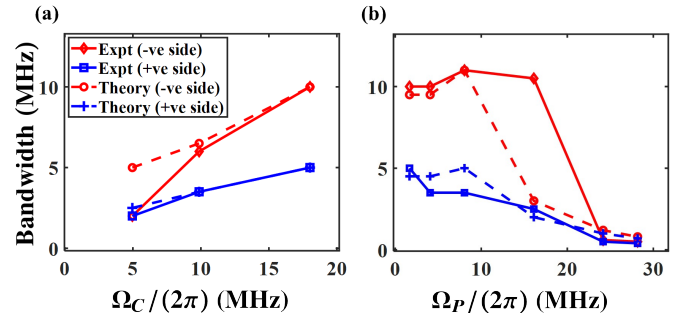 (a)
(b)
Expt (-ve side)
Expt (+ve side)
Theory (-ve side)
Theory (+ve side)
Bandwidth (MHz)
10
5
0
0
5
10
15
20
Ω_C/(2π) (MHz)
10
5
0
0
10
20
30
Ω_P/(2π) (MHz)